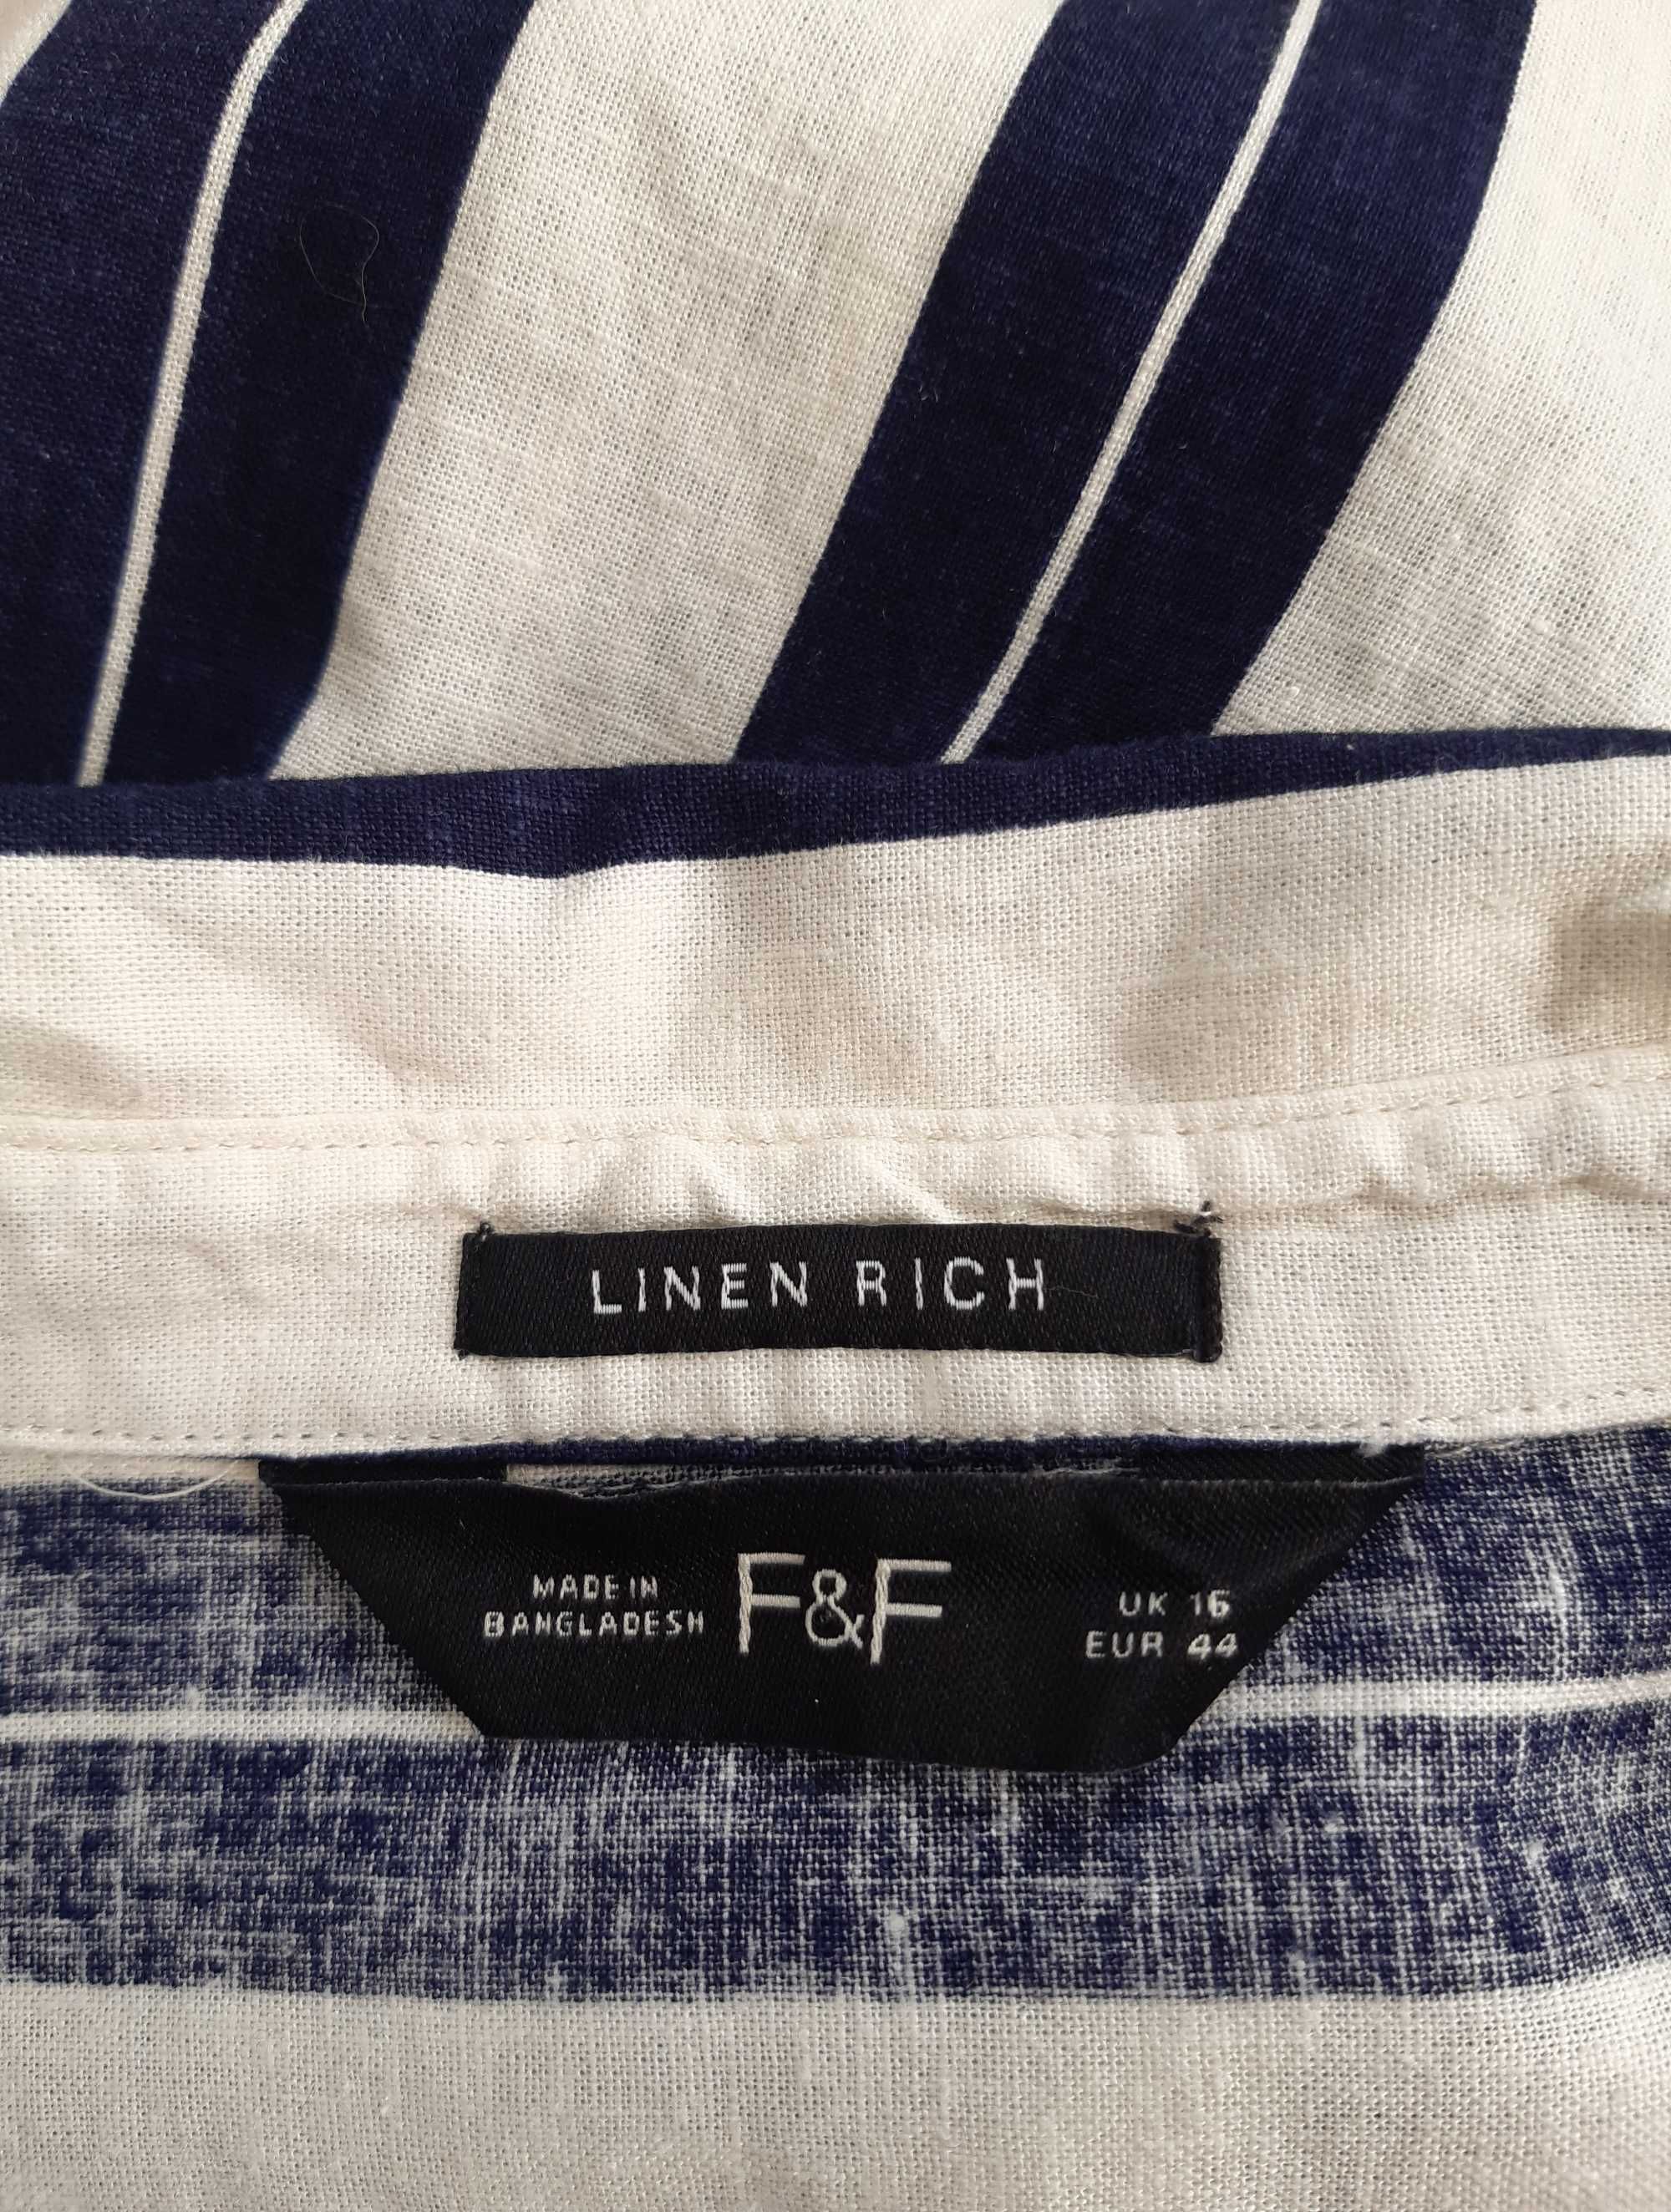 LINEN RICH
MADE IN
BANGLADESH
F&F
UK 16
EUR 44